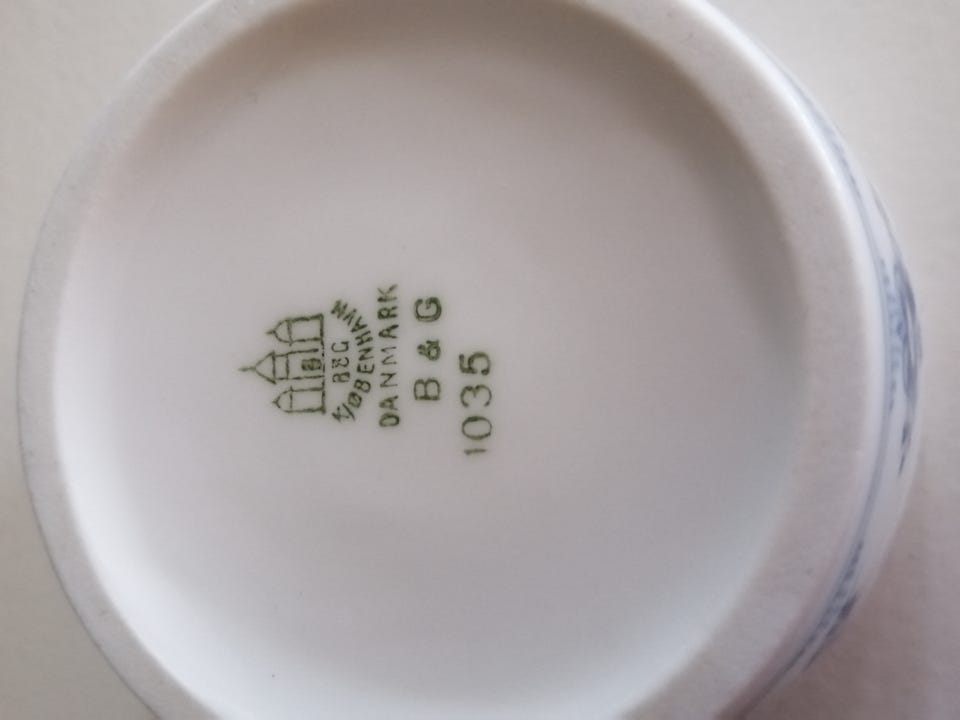 B&G
KØBENHAVN
DANMARK
B & G
1035